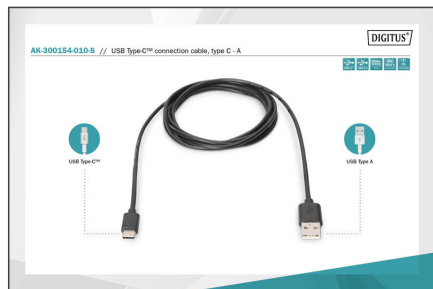 DIGITUS®
AK-300154-010-S // USB Type-C™ connection cable, type C - A
USB Type-C™
USB Type A